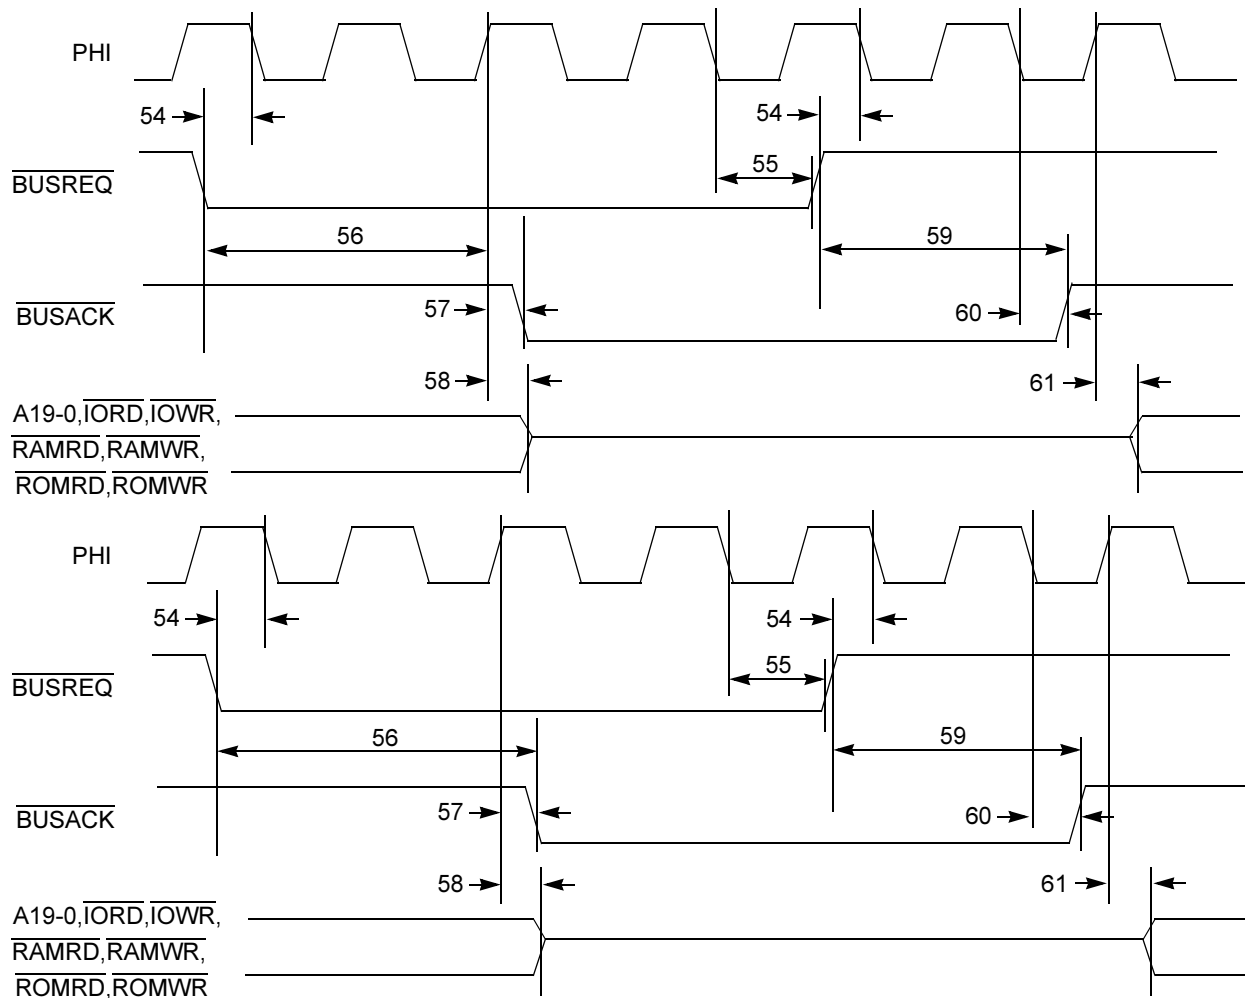 PHI
54
54
55
BUSREQ
56
59
BUSACK
57
60
58
61
A19-0,IORD,IOWR,
RAMRD,RAMWR,
ROMRD,ROMWR
PHI
54
54
55
BUSREQ
56
59
BUSACK
57
60
58
61
A19-0,IORD,IOWR,
RAMRD,RAMWR,
ROMRD,ROMWR